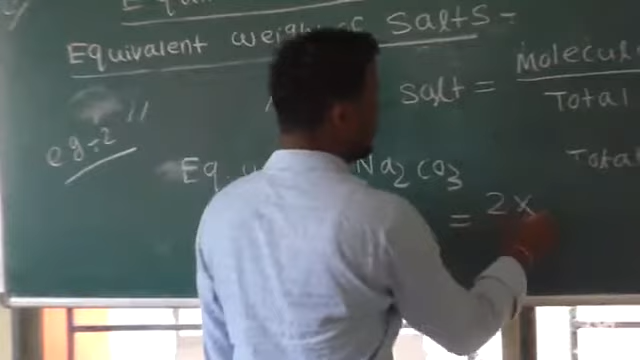 Equivalent weight of Salts :-
salt = Molecul
Total
eg:-2
Eq. Na2CO3
Total
= 2x